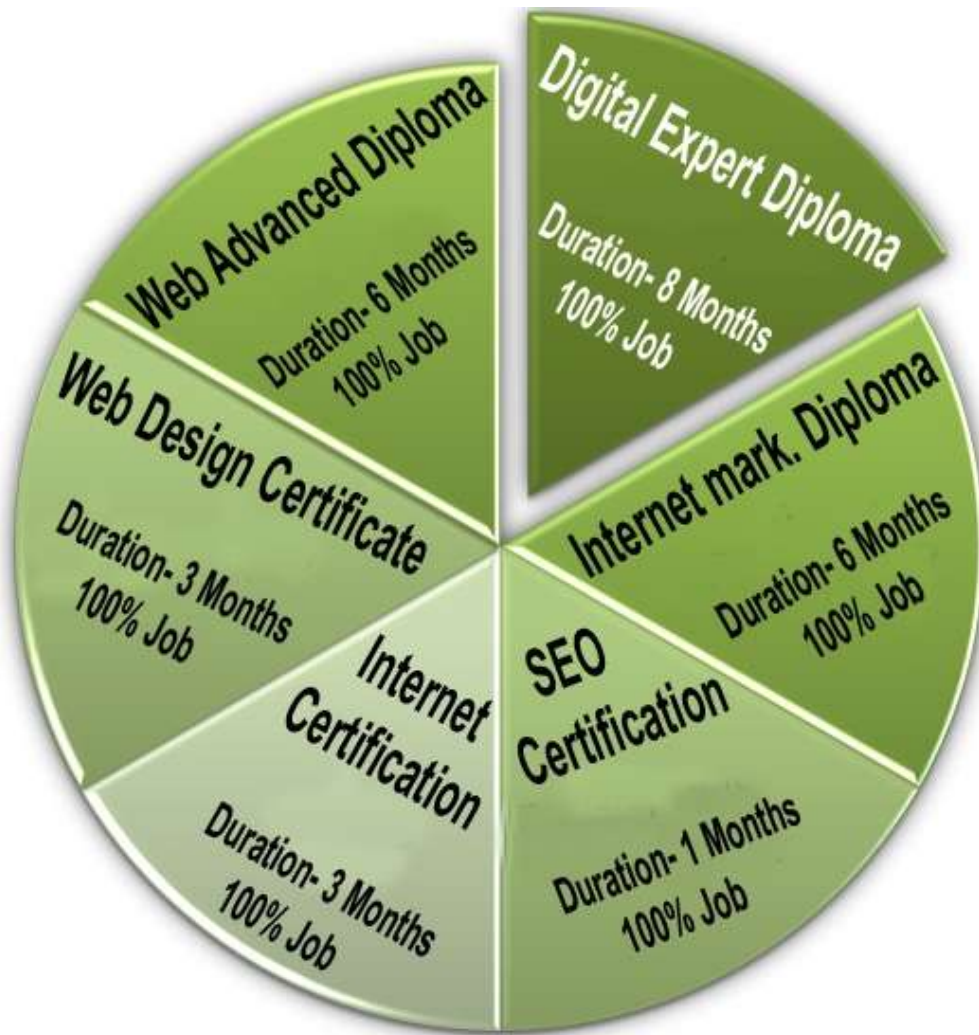 Digital Expert Diploma
Duration- 8 Months
100% Job
Internet mark. Diploma
Duration- 6 Months
100% Job
SEO
Certification
Duration- 1 Months
100% Job
Internet
Certification
Duration- 3 Months
100% Job
Web Design Certificate
Duration- 3 Months
100% Job
Web Advanced Diploma
Duration- 6 Months
100% Job